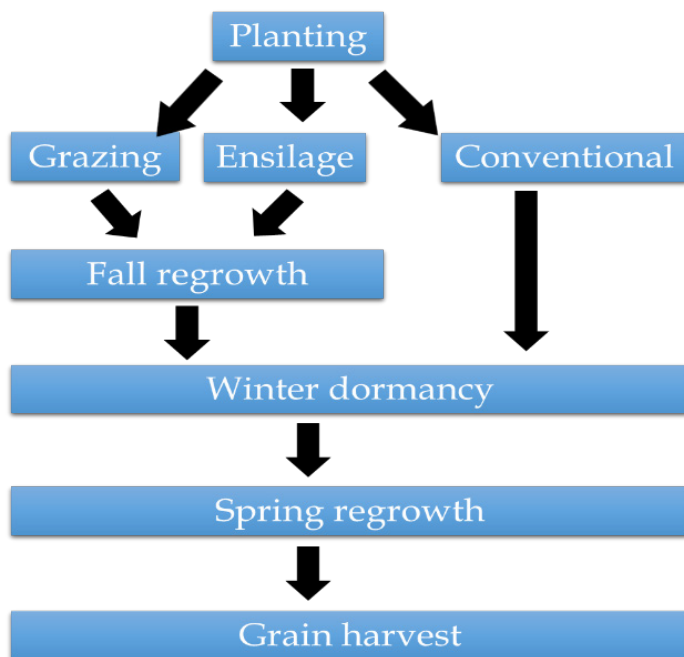 Planting
Grazing
Ensilage
Conventional
Fall regrowth
Winter dormancy
Spring regrowth
Grain harvest